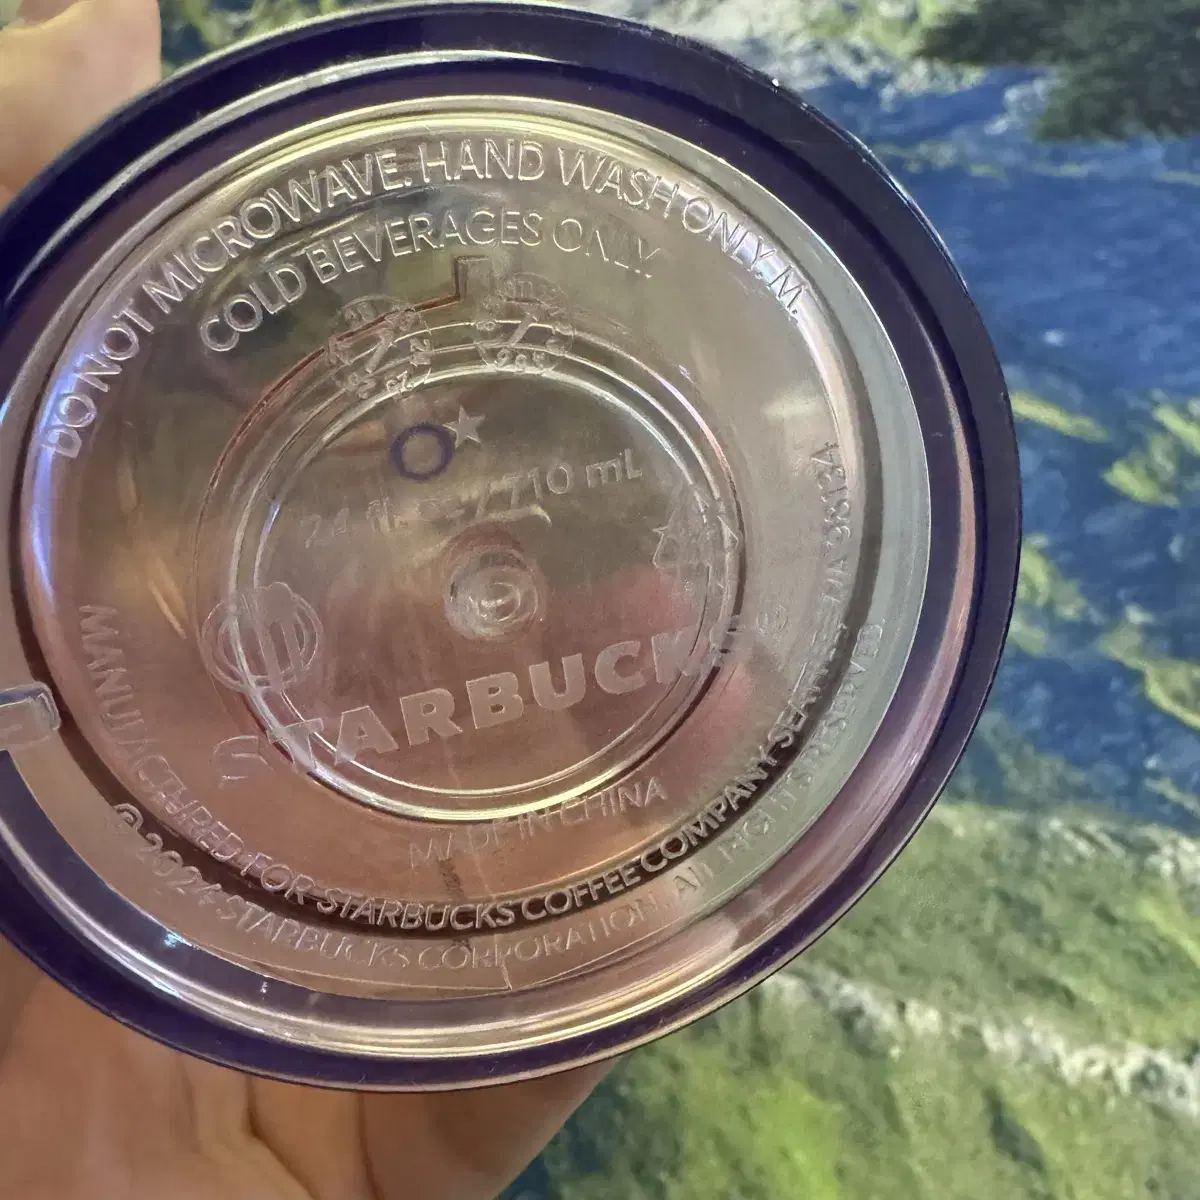 DO NOT MICROWAVE. HAND WASH ONLY. M.
COLD BEVERAGES ONLY.
24 fl. oz / 710 mL
STARBUCKS
MADE IN CHINA
MANUFACTURED FOR STARBUCKS COFFEE COMPANY SEATTLE, WA 98134
©2024 STARBUCKS CORPORATION. ALL RIGHTS RESERVED.